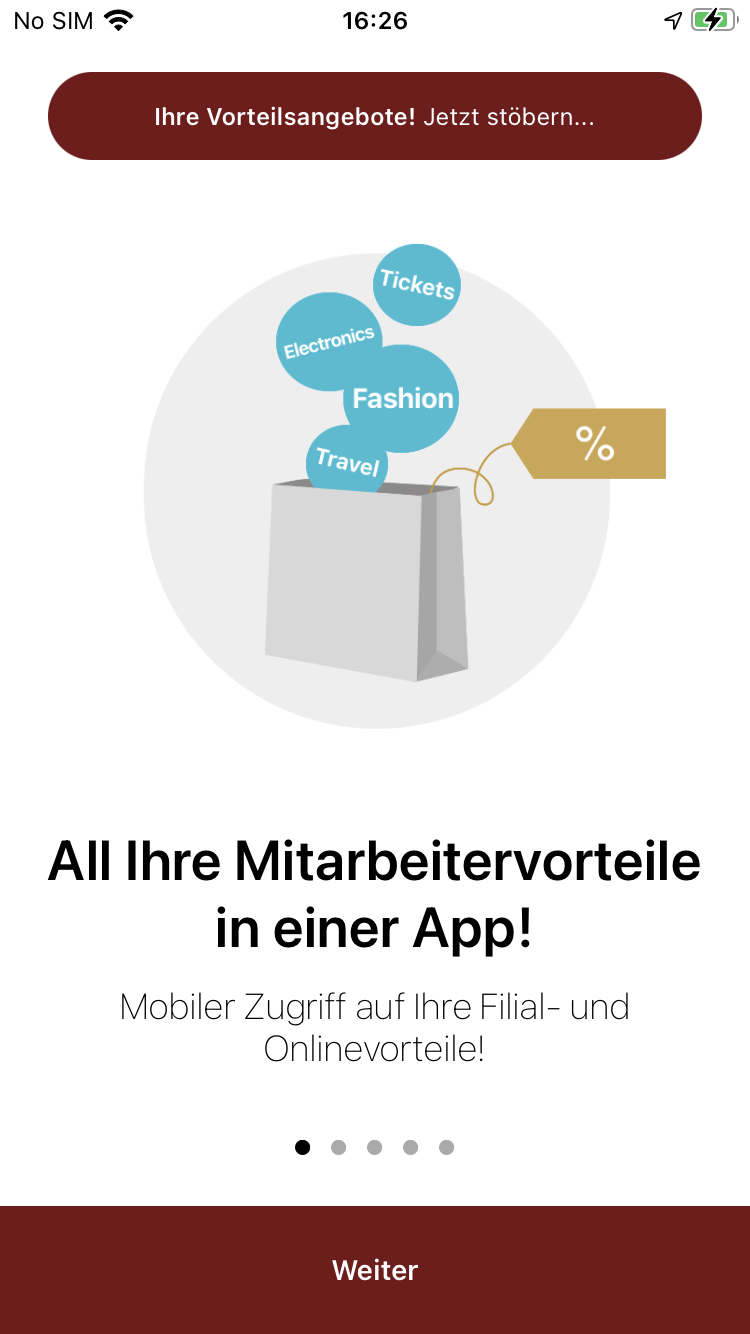 No SIM 16:26
Ihre Vorteilsangebote! Jetzt stöbern...
Tickets
Electronics
Fashion
Travel
%
All Ihre Mitarbeitervorteile
in einer App!
Mobiler Zugriff auf Ihre Filial- und
Onlinevorteile!
Weiter